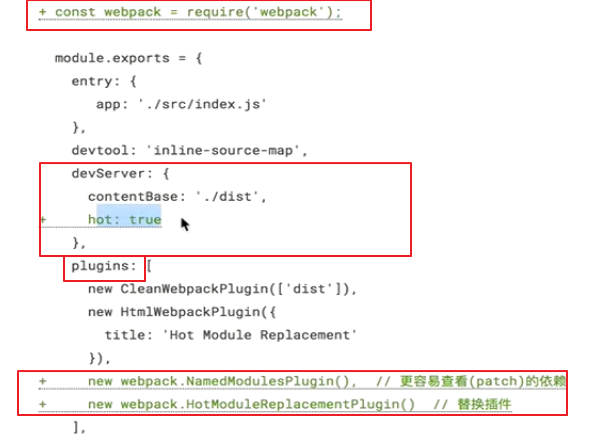 + const webpack = require('webpack');
module.exports = {
entry: {
app: './src/index.js'
},
devtool: 'inline-source-map',
devServer: {
contentBase: './dist',
+ hot: true
},
plugins: [
new CleanWebpackPlugin(['dist']),
new HtmlWebpackPlugin({
title: 'Hot Module Replacement'
}),
+ new webpack.NamedModulesPlugin(), // 更容易查看(patch)的依赖
+ new webpack.HotModuleReplacementPlugin() // 替换插件
],